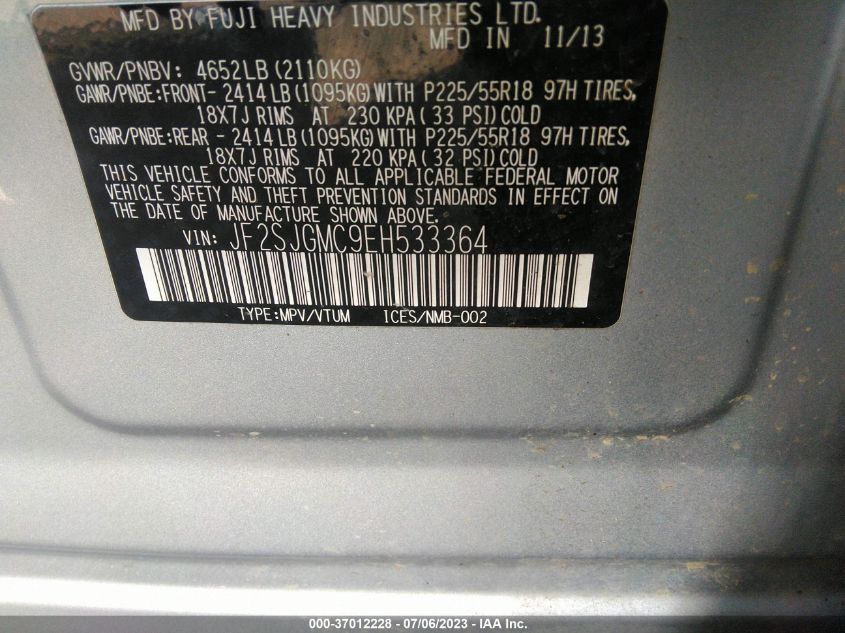 MFD BY FUJI HEAVY INDUSTRIES LTD.
MFD IN 11/13
GVWR/PNBV: 4652LB (2110KG)
GAWR/PNBE:FRONT- 2414 LB (1095KG) WITH P225/55R18 97H TIRES,
18X7J RIMS AT 230 KPA ( 33 PSI) COLD
GAWR/PNBE:REAR - 2414 LB (1095KG) WITH P225/55R18 97H TIRES,
18X7J RIMS AT 220 KPA ( 32 PSI) COLD
THIS VEHICLE CONFORMS TO ALL APPLICABLE FEDERAL MOTOR
VEHICLE SAFETY AND THEFT PREVENTION STANDARDS IN EFFECT ON
THE DATE OF MANUFACTURE SHOWN ABOVE.
VIN: JF2SJGMC9EH533364
TYPE:MPV/VTUM ICES/NMB-002
000-37012228 - 07/06/2023 - IAA Inc.